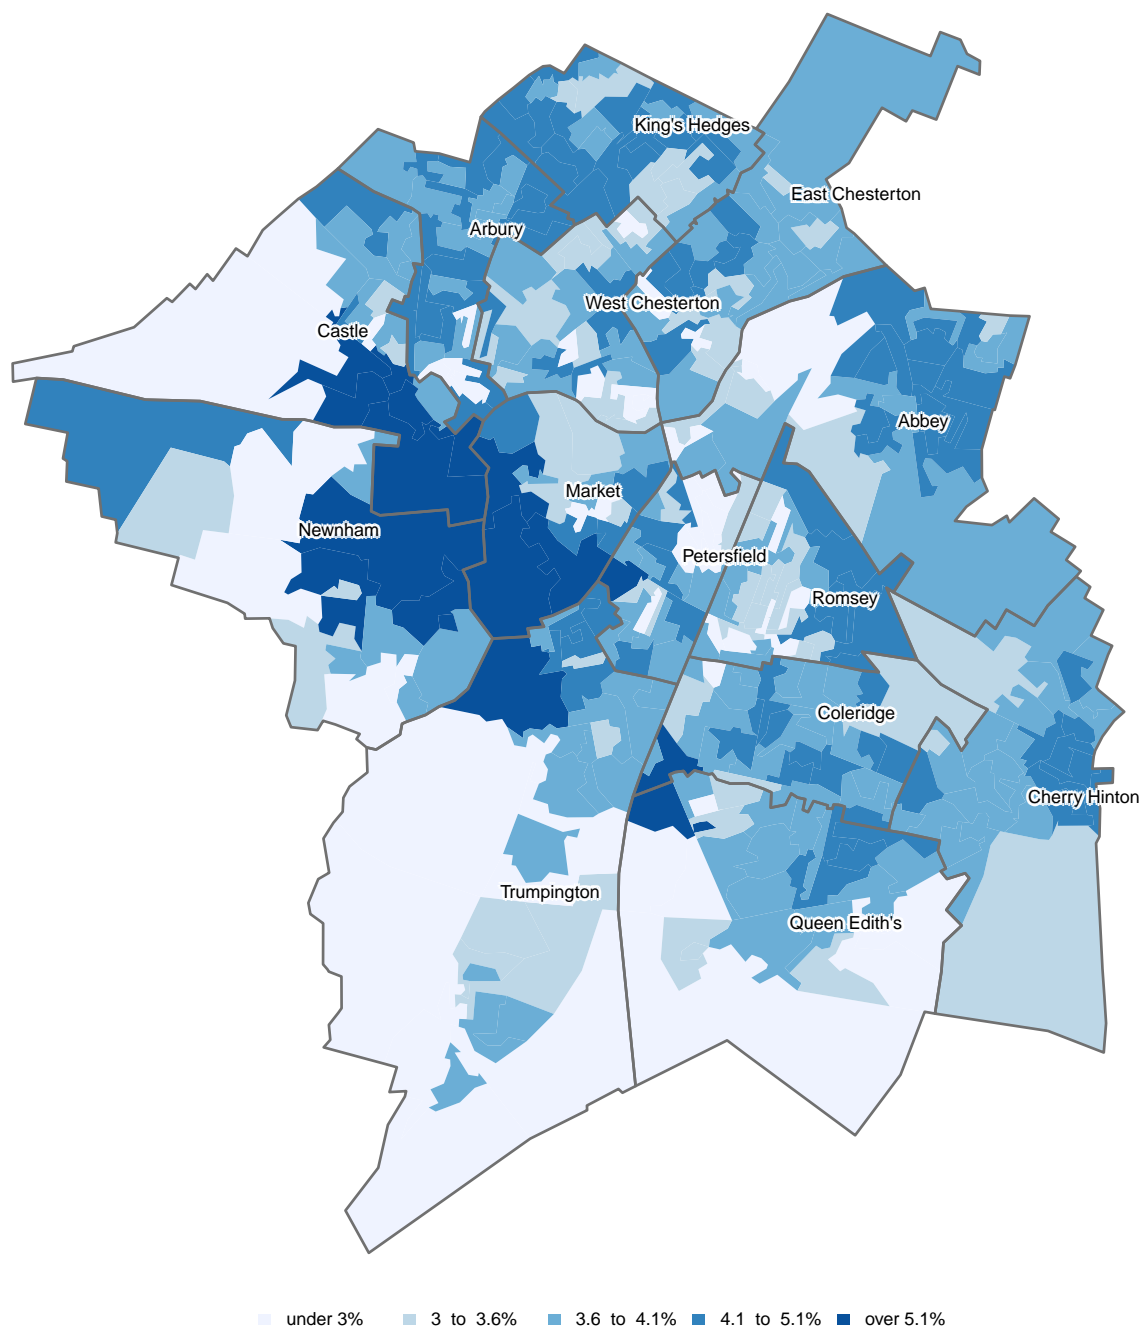 King's Hedges
East Chesterton
Arbury
West Chesterton
Castle
Abbey
Market
Newnham
Petersfield
Romsey
Coleridge
Cherry Hinton
Trumpington
Queen Edith's
under 3% 3 to 3.6% 3.6 to 4.1% 4.1 to 5.1% over 5.1%